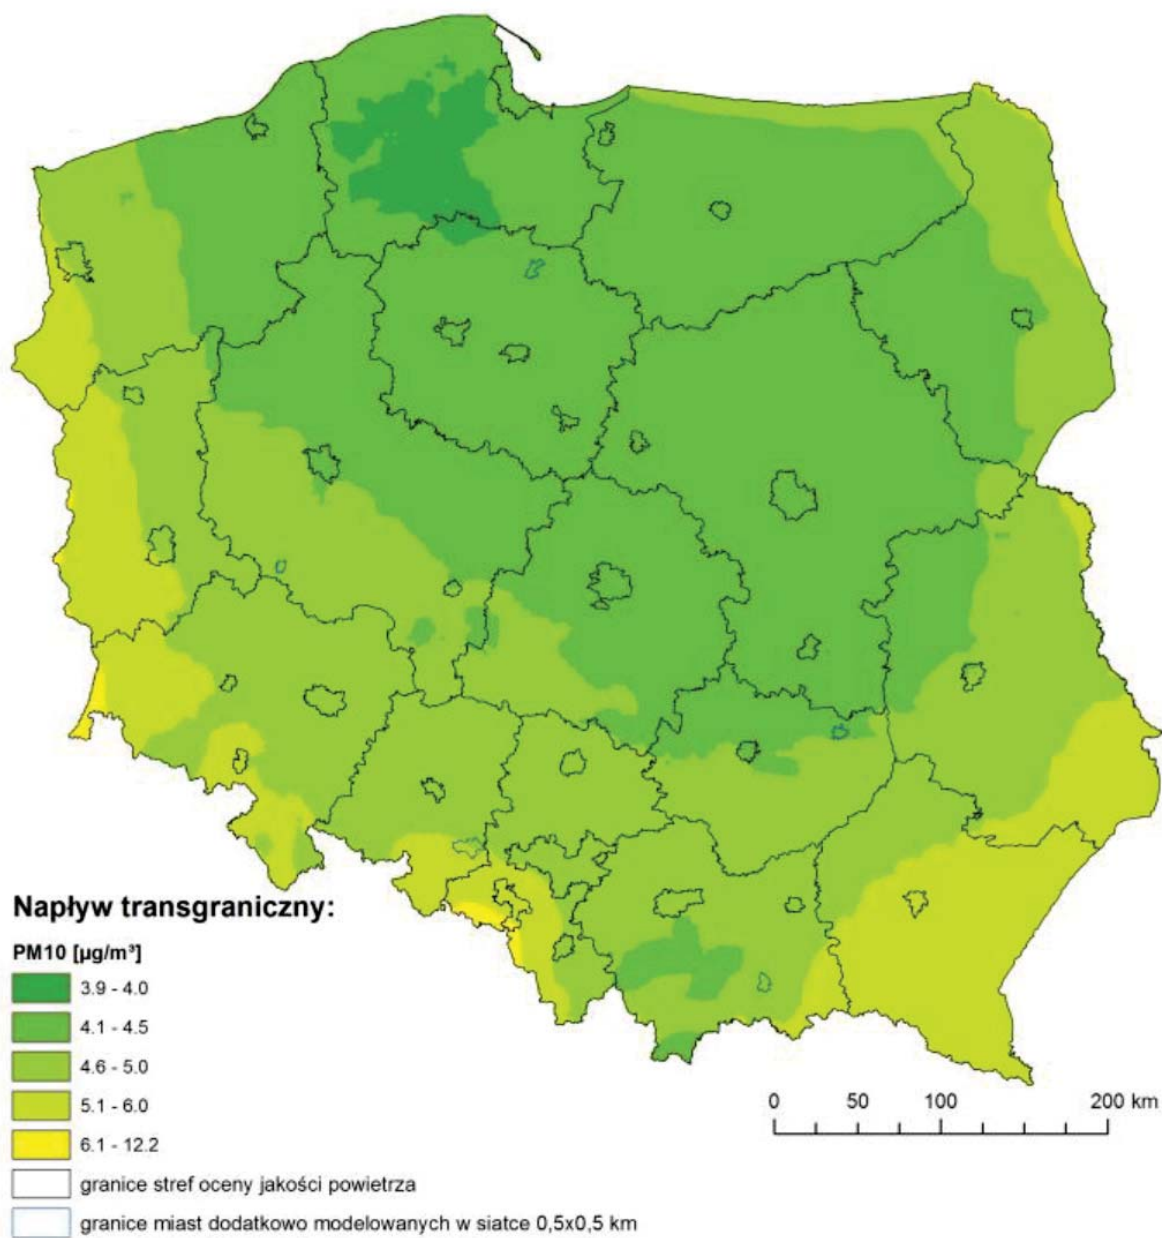 Napływ transgraniczny:
PM10 [µg/m³]
3.9 - 4.0
4.1 - 4.5
4.6 - 5.0
5.1 - 6.0
6.1 - 12.2
granice stref oceny jakości powietrza
granice miast dodatkowo modelowanych w siatce 0,5x0,5 km
0 50 100 200 km